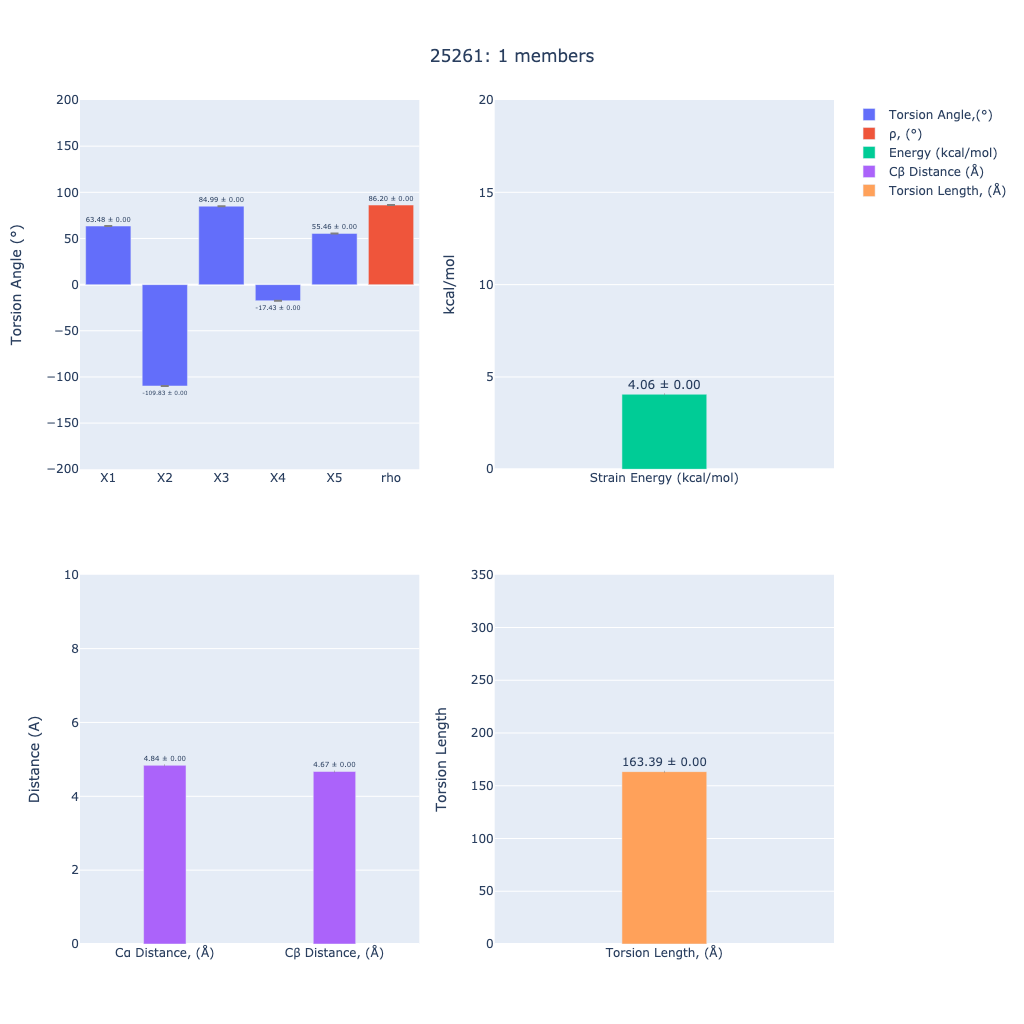 25261: 1 members
Torsion Angle (°)
200
150
100
50
0
−50
−100
−150
−200
63.48 ± 0.00
-109.83 ± 0.00
84.99 ± 0.00
-17.43 ± 0.00
55.46 ± 0.00
86.20 ± 0.00
X1 X2 X3 X4 X5 rho
kcal/mol
20
15
10
5
0
4.06 ± 0.00
Strain Energy (kcal/mol)
Torsion Angle,(°)
ρ, (°)
Energy (kcal/mol)
Cβ Distance (Å)
Torsion Length, (Å)
Distance (A)
10
8
6
4
2
0
4.84 ± 0.00
4.67 ± 0.00
Cα Distance, (Å) Cβ Distance, (Å)
Torsion Length
350
300
250
200
150
100
50
0
163.39 ± 0.00
Torsion Length, (Å)